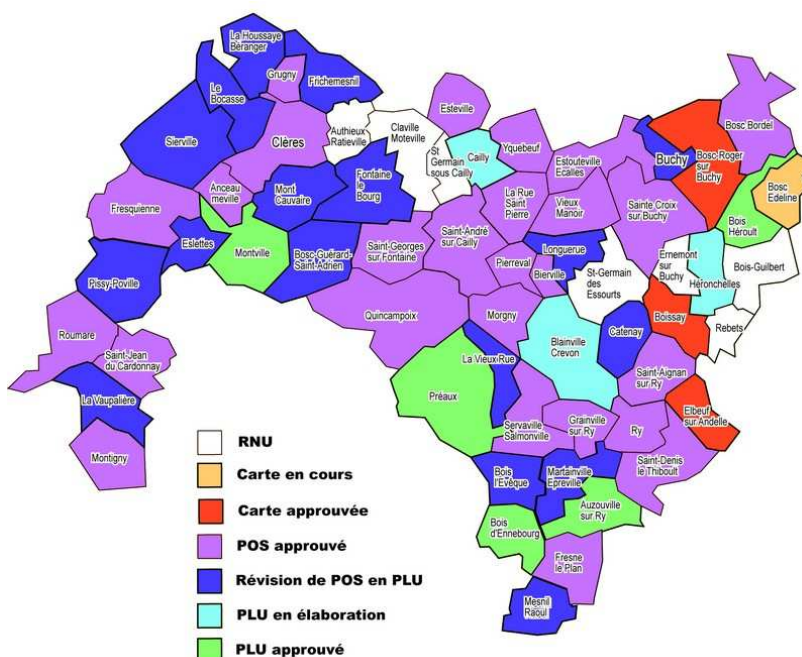 La Houssaye
Béranger
Grugny
Frichemesnil
Le
Bocasse
Sierville
Clères
Authieux
Ratieville
Claville
Moteville
Esteville
St
Germain
sous Cailly
Cailly
Yquebeuf
Estouteville
Ecalles
Buchy
Bosc Roger
sur
Buchy
Bosc Bordel
Bosc
Edeline
Bois
Héroult
Anceau
meville
Mont
Cauvaire
Fontaine
le
Bourg
La Rue
Saint
Pierre
Vieux
Manoir
Sainte Croix
sur Buchy
Fresquienne
Eslettes
Montville
Bosc-Guérard-
Saint-Adrien
Saint-Georges
sur Fontaine
Saint-André
sur Cailly
Pierreval
Bierville
Longuerue
St-Germain
des
Essourts
Ernemont
sur
Buchy
Héronchelles
Bois-Guilbert
Pissy-Poville
Quincampoix
Morgny
Blainville
Crevon
Catenay
Boissay
Rebets
Roumare
Saint-Jean
du Cardonnay
La Vieux Rue
Saint-Aignan
sur Ry
Préaux
La Vaupalière
Servaville
Salmonville
Grainville
sur Ry
Ry
Elbeuf
sur Andelle
Montigny
Saint-Denis
le Thiboult
Bois
l'Evêque
Martainville
Epreville
Auzouville
sur Ry
Bois
d'Ennebourg
Fresne
le Plan
Mesnil
Raoul
RNU
Carte en cours
Carte approuvée
POS approuvé
Révision de POS en PLU
PLU en élaboration
PLU approuvé